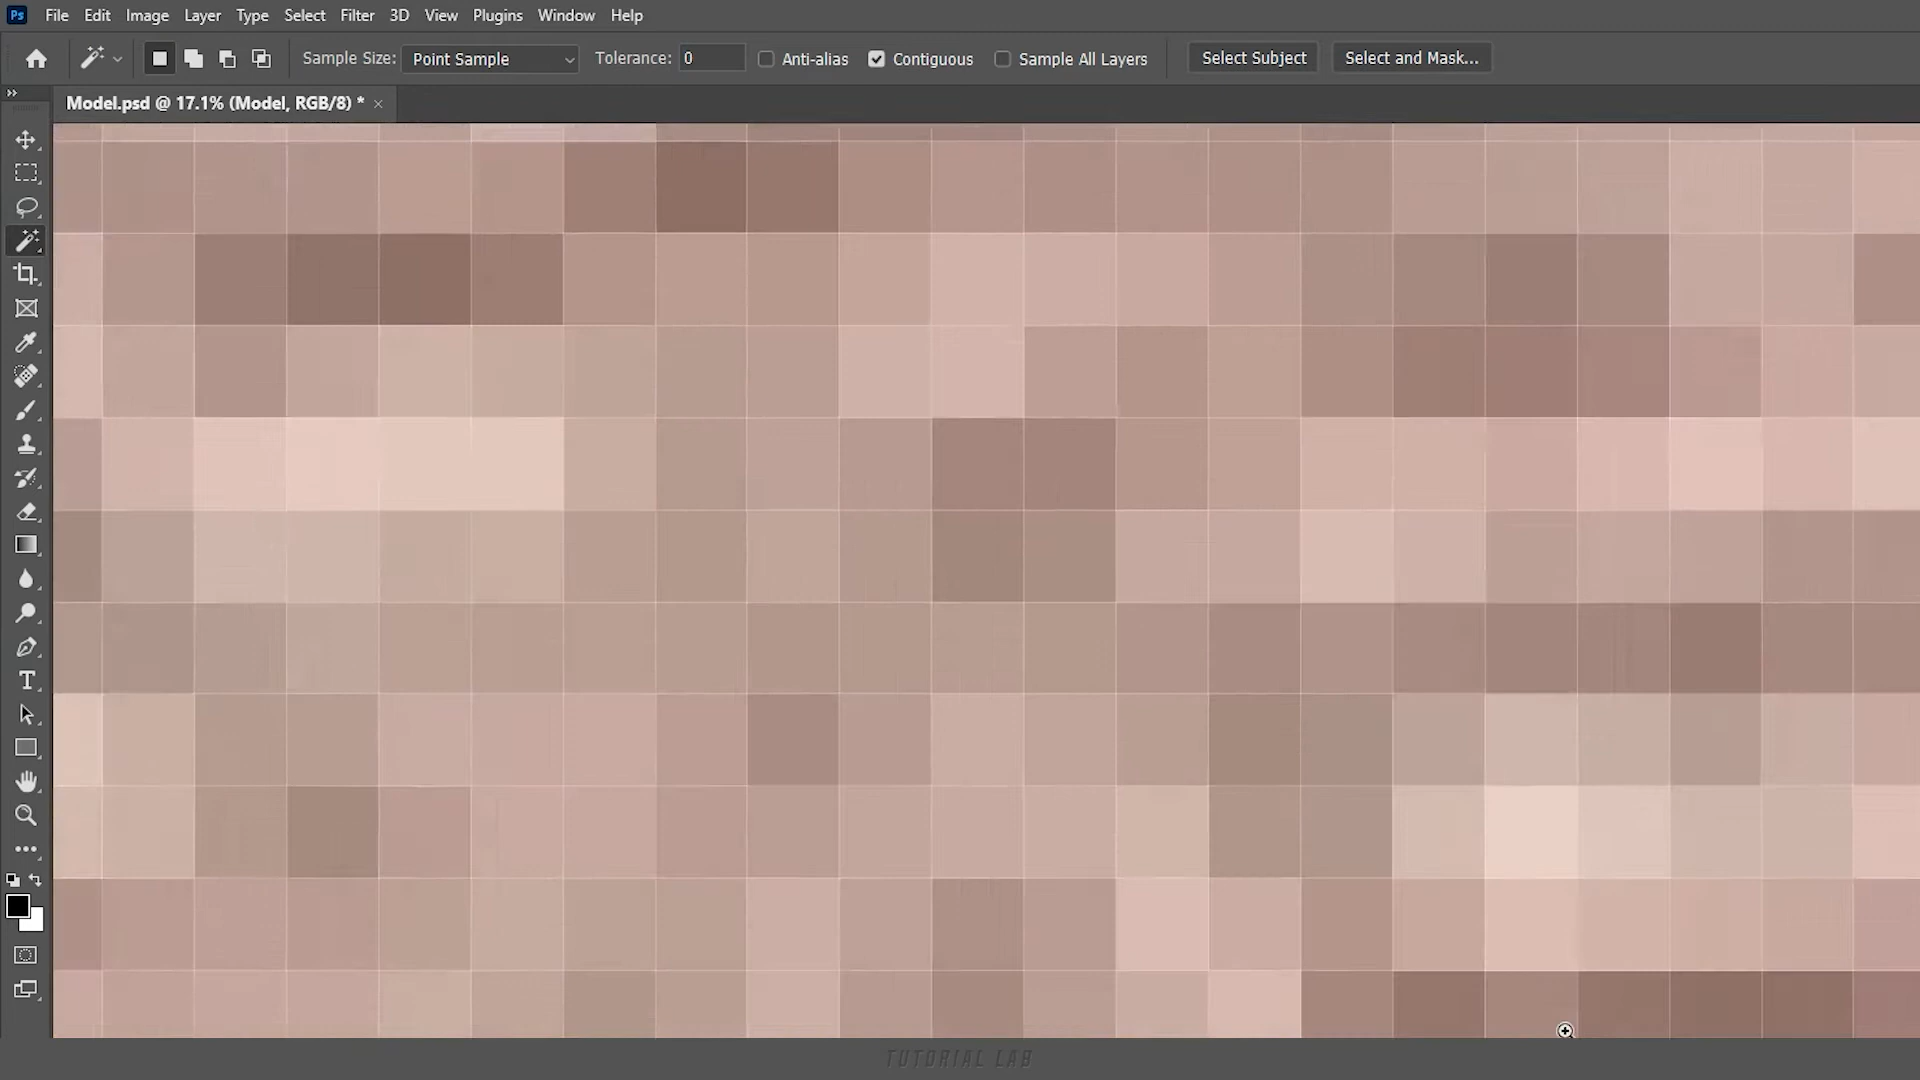 Ps File Edit Image Layer Type Select Filter 3D View Plugins Window Help
Sample Size: Point Sample Tolerance: 0 Anti-alias Contiguous Sample All Layers Select Subject Select and Mask...
Model.psd @ 17.1% (Model, RGB/8) * ×
T
TUTORIAL LAB